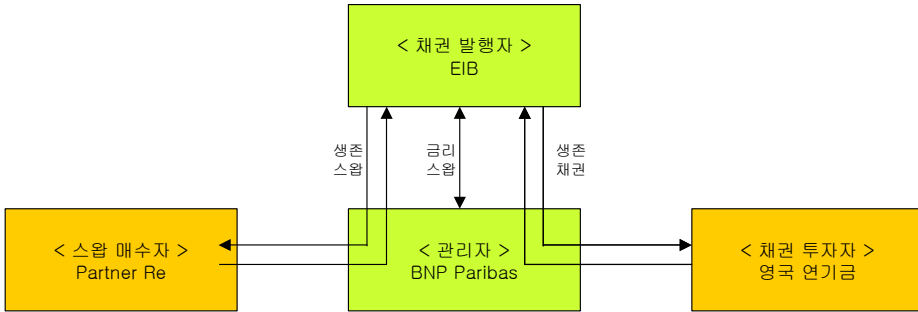 < 채권 발행자 >
EIB
생존
스왑
금리
스왑
생존
채권
< 스왑 매수자 >
Partner Re
< 관리자 >
BNP Paribas
< 채권 투자자 >
영국 연기금